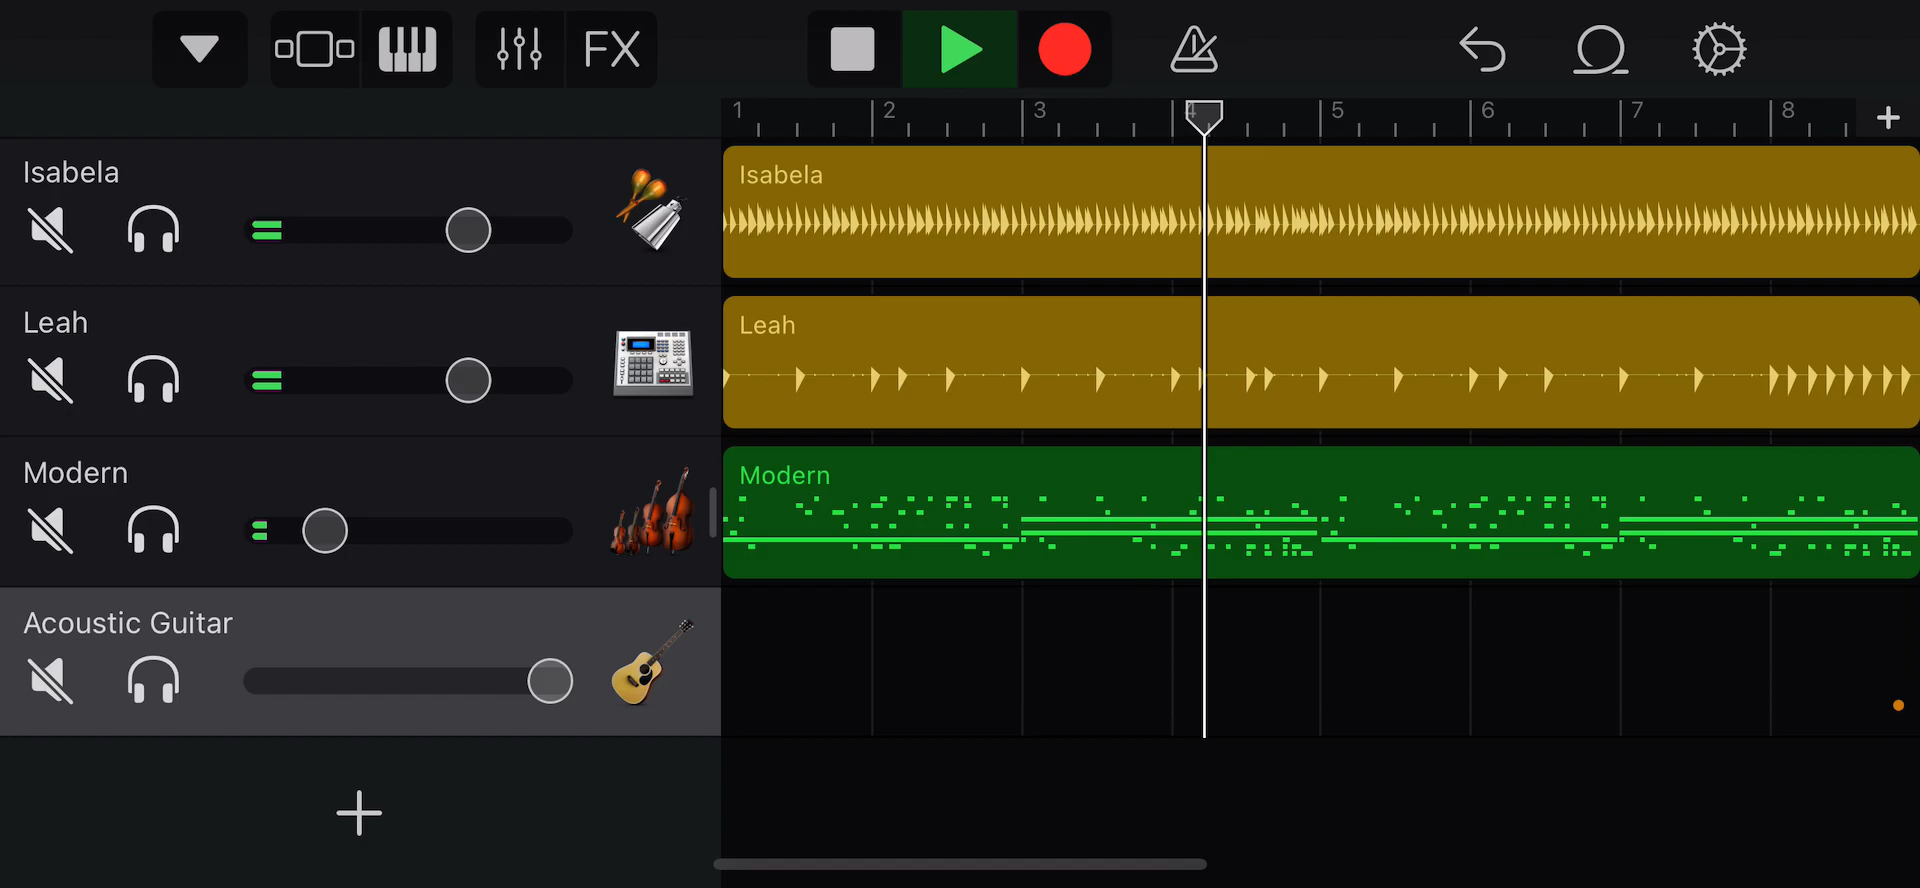 FX
1 2 3 4 5 6 7 8
Isabela
Isabela
Leah
Leah
Modern
Modern
Acoustic Guitar